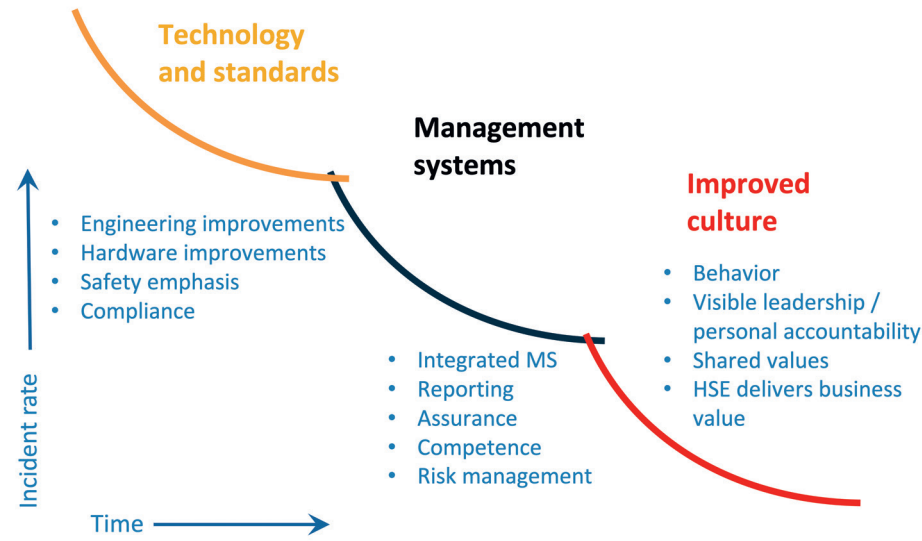 Technology
and standards
• Engineering improvements
• Hardware improvements
• Safety emphasis
• Compliance
Management
systems
• Integrated MS
• Reporting
• Assurance
• Competence
• Risk management
Improved
culture
• Behavior
• Visible leadership /
personal accountability
• Shared values
• HSE delivers business
value
Incident rate
Time